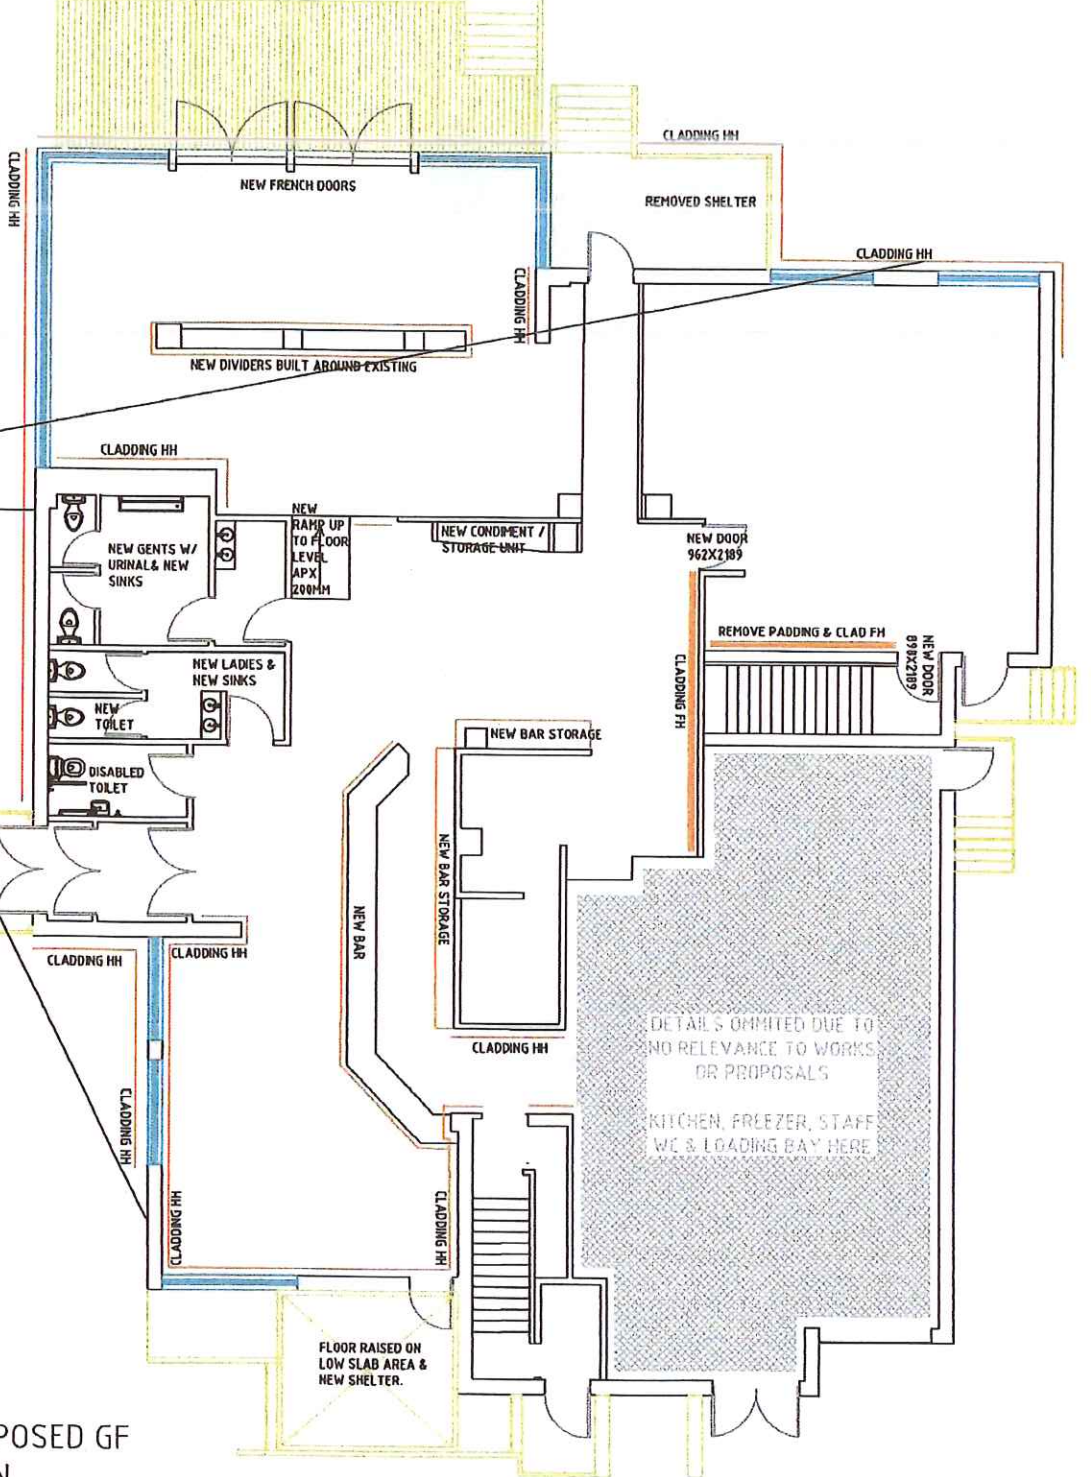 CLADDING HH
CLADDING HH
NEW FRENCH DOORS
REMOVED SHELTER
CLADDING HH
CLADDING HH
NEW DIVIDERS BUILT AROUND EXISTING
CLADDING HH
NEW
RAMP UP
TO FLOOR
LEVEL
APX
200MM
NEW CONDIMENT /
STORAGE UNIT
NEW DOOR
962X2189
NEW GENTS W/
URINAL& NEW
SINKS
REMOVE PADDING & CLAD FH
NEW DOOR
898X2189
NEW LADIES &
NEW SINKS
CLADDING FH
NEW
TOILET
NEW BAR STORAGE
DISABLED
TOILET
NEW BAR STORAGE
NEW BAR
CLADDING HH
CLADDING HH
DETAILS OMMITED DUE TO
NO RELEVANCE TO WORKS
OR PROPOSALS
KITCHEN, FREEZER, STAFF
WC & LOADING BAY HERE
CLADDING HH
CLADDING HH
CLADDING HH
CLADDING HH
FLOOR RAISED ON
LOW SLAB AREA &
NEW SHELTER.
POSED GF
N